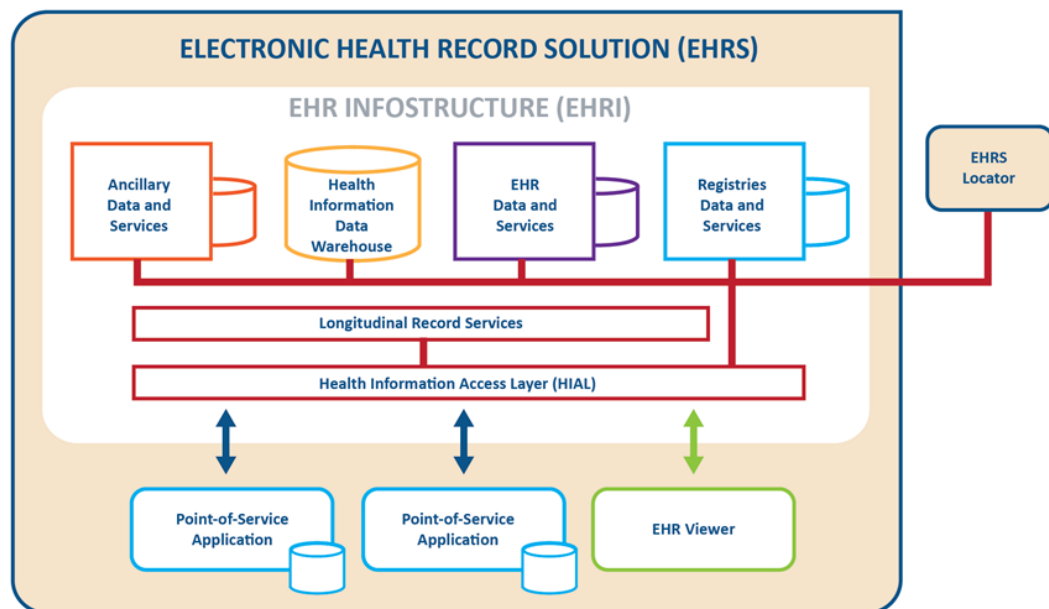 ELECTRONIC HEALTH RECORD SOLUTION (EHRS)
EHR INFOSTRUCTURE (EHRI)
Ancillary
Data and
Services
Health
Information
Data
Warehouse
EHR
Data and
Services
Registries
Data and
Services
EHRS
Locator
Longitudinal Record Services
Health Information Access Layer (HIAL)
Point-of-Service
Application
Point-of-Service
Application
EHR Viewer